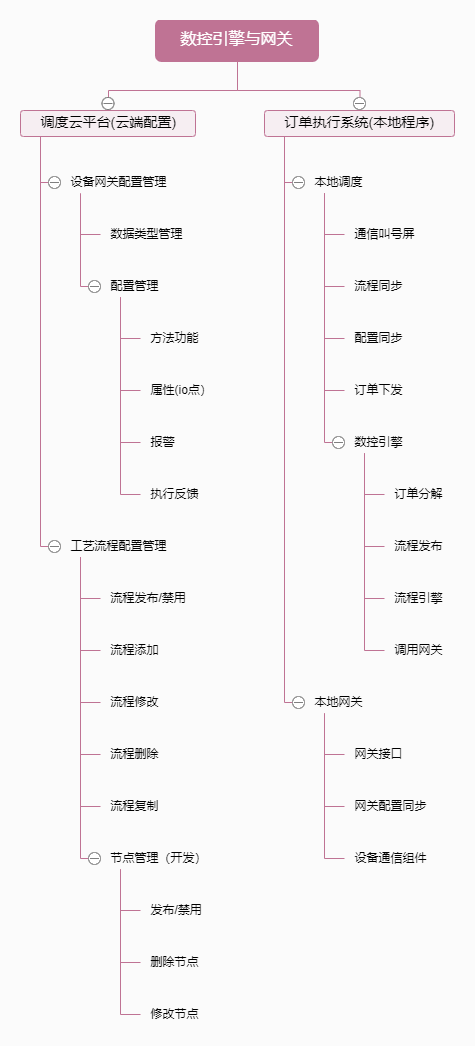 数控引擎与网关
调度云平台(云端配置)
设备网关配置管理
数据类型管理
配置管理
方法功能
属性(io点)
报警
执行反馈
工艺流程配置管理
流程发布/禁用
流程添加
流程修改
流程删除
流程复制
节点管理（开发）
发布/禁用
删除节点
修改节点
订单执行系统(本地程序)
本地调度
通信叫号屏
流程同步
配置同步
订单下发
数控引擎
订单分解
流程发布
流程引擎
调用网关
本地网关
网关接口
网关配置同步
设备通信组件